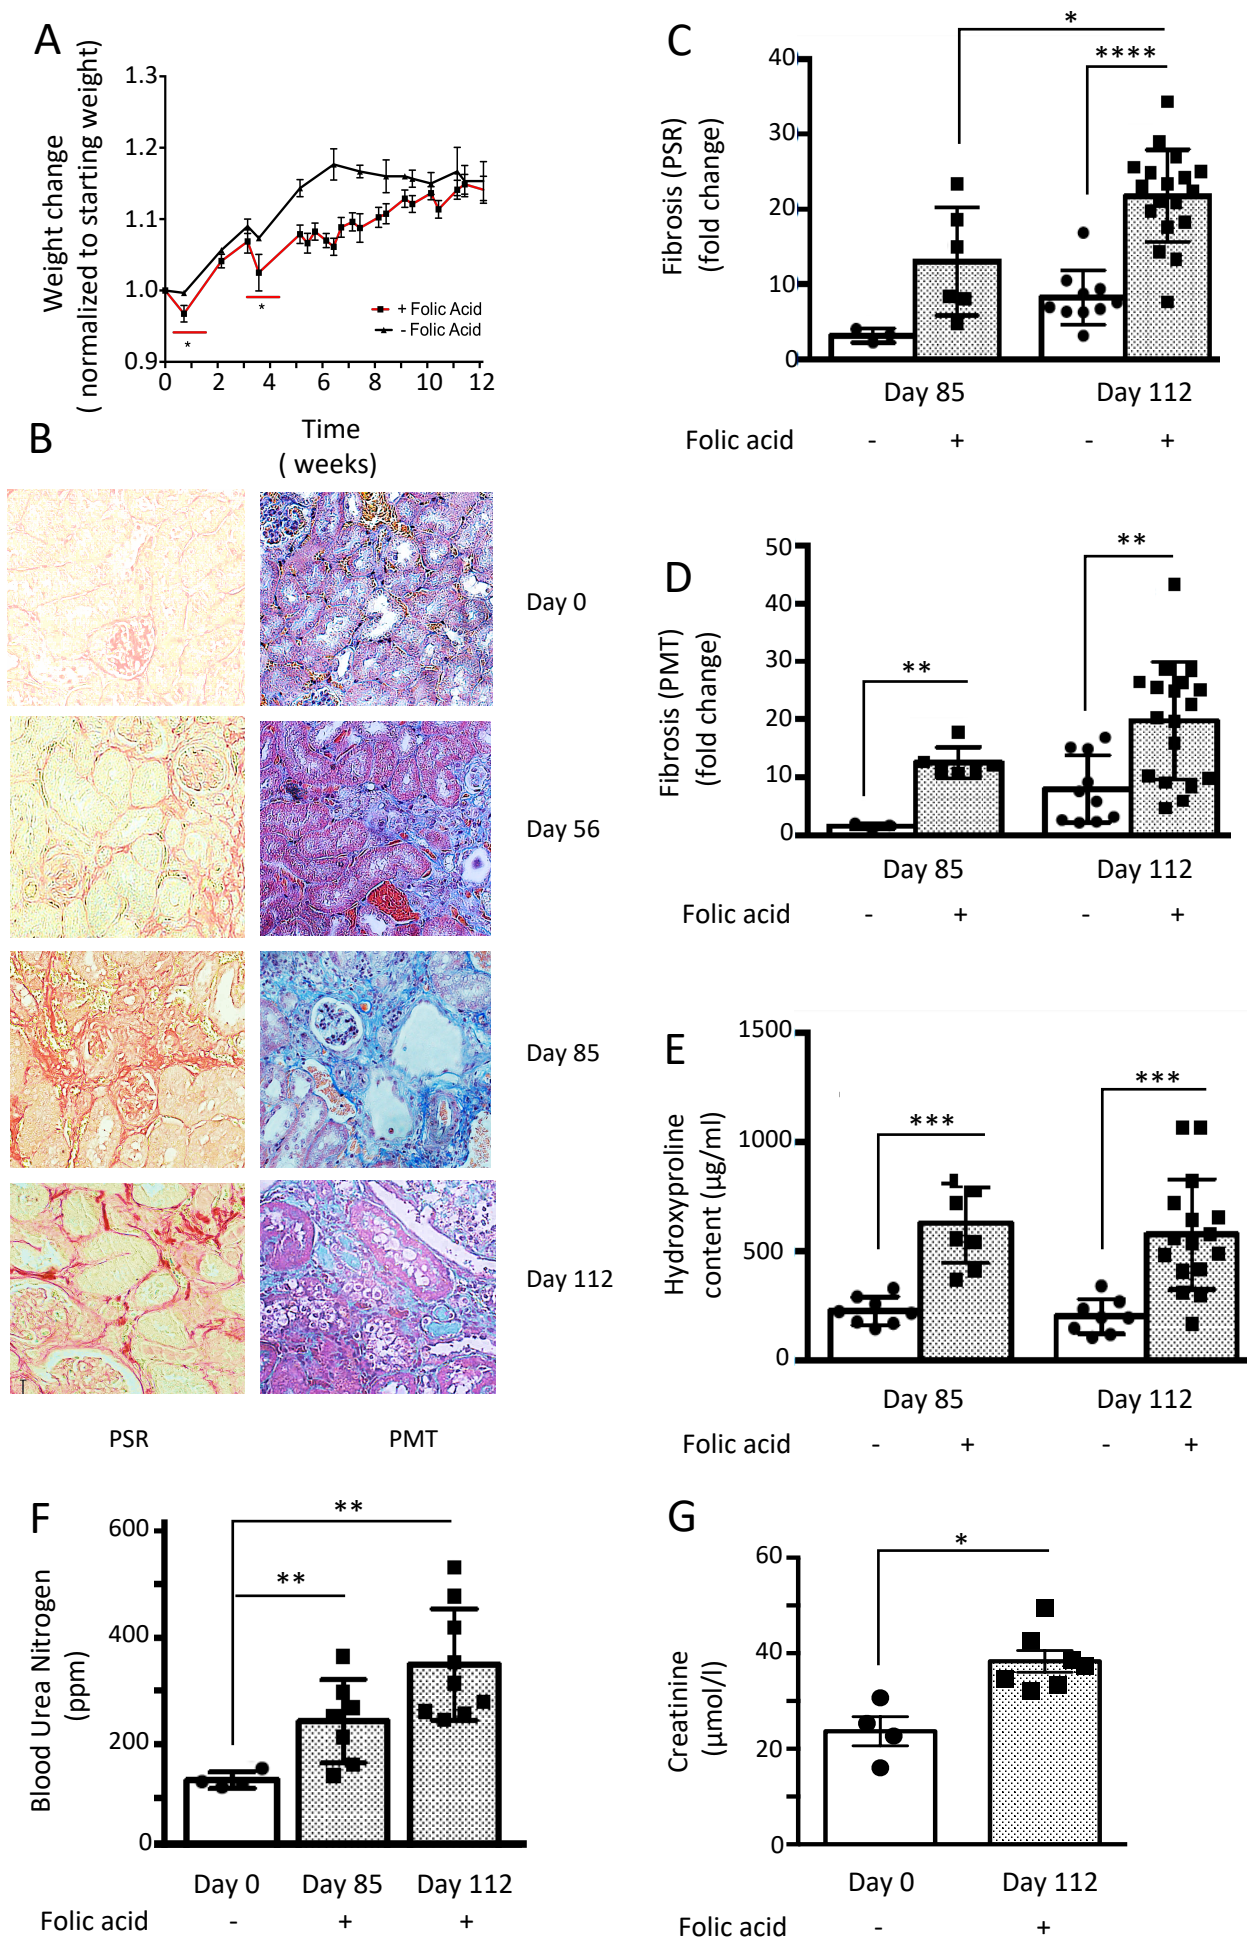 A
Weight change
( normalized to starting weight)
1.3
1.2
1.1
1.0
0.9
* *
+ Folic Acid
- Folic Acid
0 2 4 6 8 10 12
Time
( weeks)
B
Day 0
Day 56
Day 85
Day 112
PSR PMT
C
Fibrosis (PSR)
(fold change)
40
30
20
10
0
*
****
Day 85 Day 112
Folic acid - + - +
D
Fibrosis (PMT)
(fold change)
50
40
30
20
10
0
**
**
Day 85 Day 112
Folic acid - + - +
E
Hydroxyproline
content (µg/ml)
1500
1000
500
0
***
***
Day 85 Day 112
Folic acid - + - +
F
Blood Urea Nitrogen
(ppm)
600
400
200
0
**
**
Day 0 Day 85 Day 112
Folic acid - + +
G
Creatinine
(µmol/l)
60
40
20
0
*
Day 0 Day 112
Folic acid - +